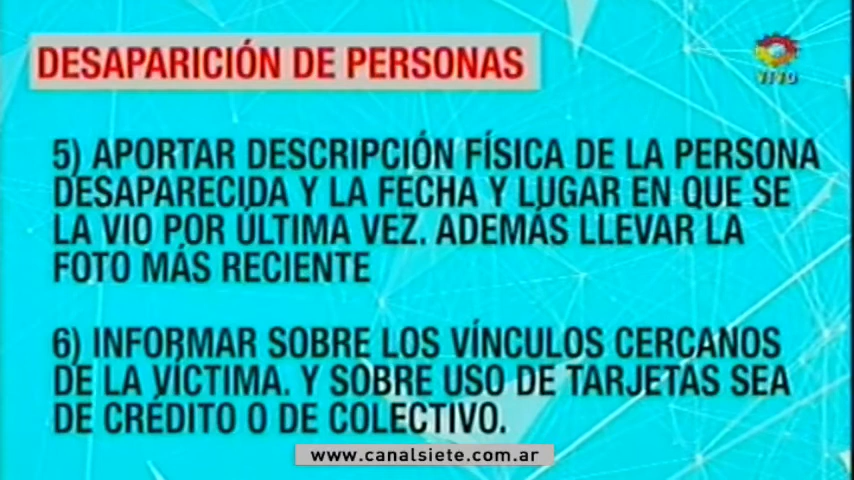 DESAPARICIÓN DE PERSONAS
VIVO
5) APORTAR DESCRIPCIÓN FÍSICA DE LA PERSONA
DESAPARECIDA Y LA FECHA Y LUGAR EN QUE SE
LA VIO POR ÚLTIMA VEZ. ADEMÁS LLEVAR LA
FOTO MÁS RECIENTE
6) INFORMAR SOBRE LOS VÍNCULOS CERCANOS
DE LA VÍCTIMA. Y SOBRE USO DE TARJETAS SEA
DE CRÉDITO O DE COLECTIVO.
www.canalsiete.com.ar